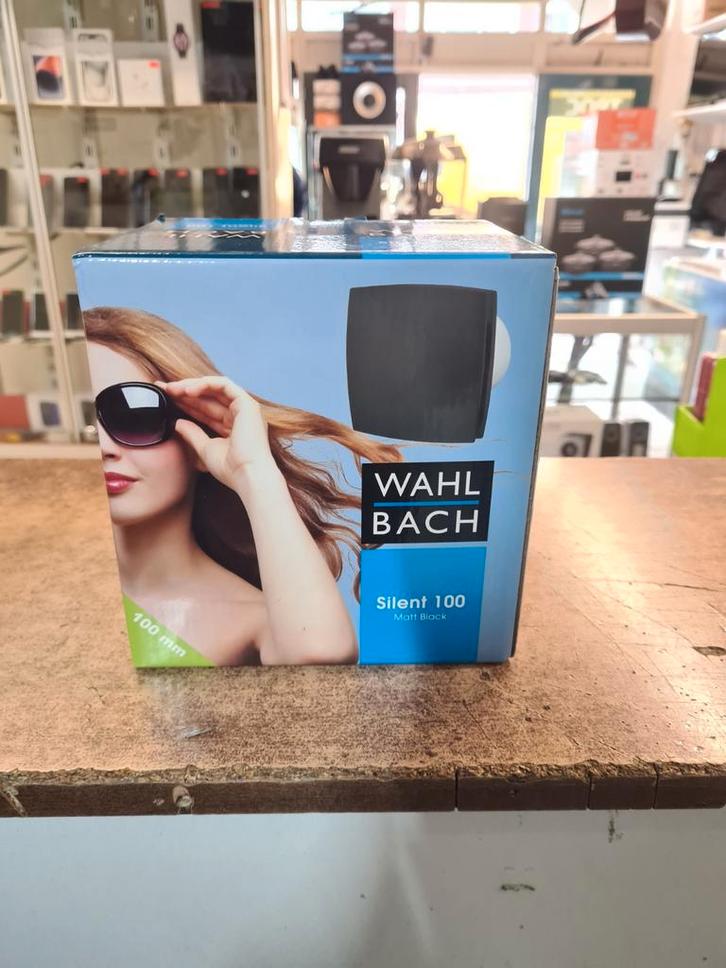 WAHL
BACH
Silent 100
Matt Black
100 mm